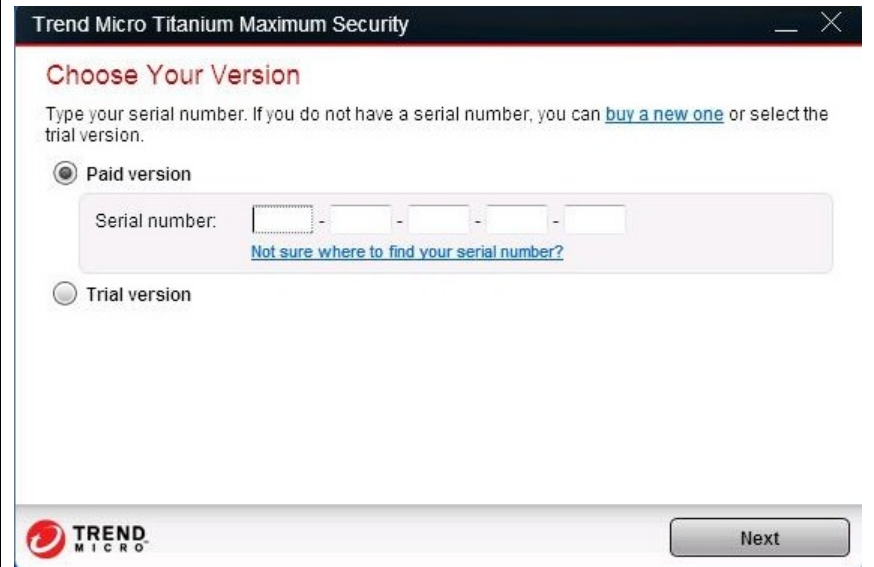 Trend Micro Titanium Maximum Security
Choose Your Version
Type your serial number. If you do not have a serial number, you can buy a new one or select the
trial version.
Paid version
Serial number: - - - -
Not sure where to find your serial number?
Trial version
TREND
MICRO
Next